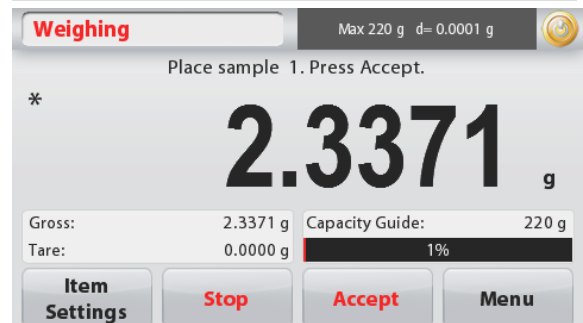 Weighing
Max 220 g d= 0.0001 g
Place sample 1. Press Accept.
*
2.3371 g
Gross: 2.3371 g Capacity Guide: 220 g
Tare: 0.0000 g 1%
Item Settings
Stop
Accept
Menu